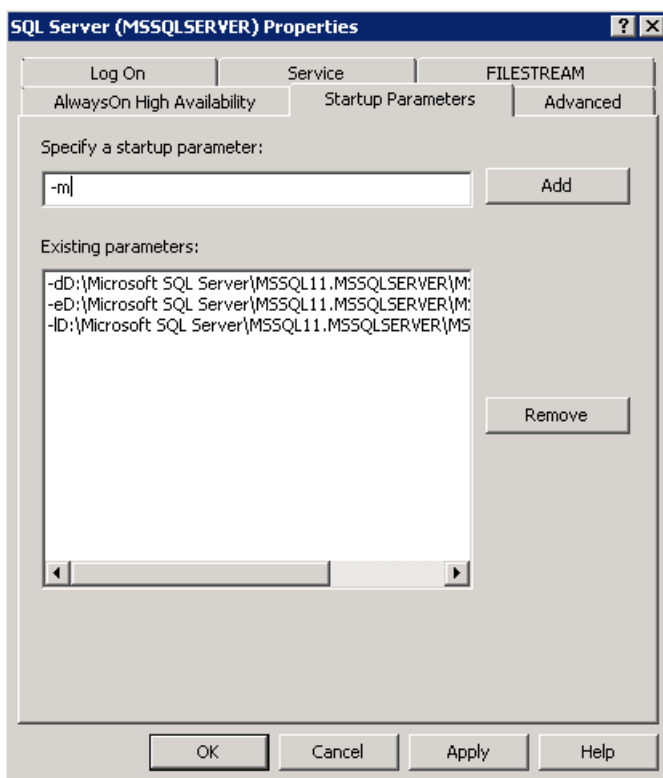 SQL Server (MSSQLSERVER) Properties
Log On Service FILESTREAM
AlwaysOn High Availability Startup Parameters Advanced
Specify a startup parameter:
-m Add
Existing parameters:
-dD:\Microsoft SQL Server\MSSQL11.MSSQLSERVER\M
-eD:\Microsoft SQL Server\MSSQL11.MSSQLSERVER\M
-lD:\Microsoft SQL Server\MSSQL11.MSSQLSERVER\MS
Remove
OK Cancel Apply Help